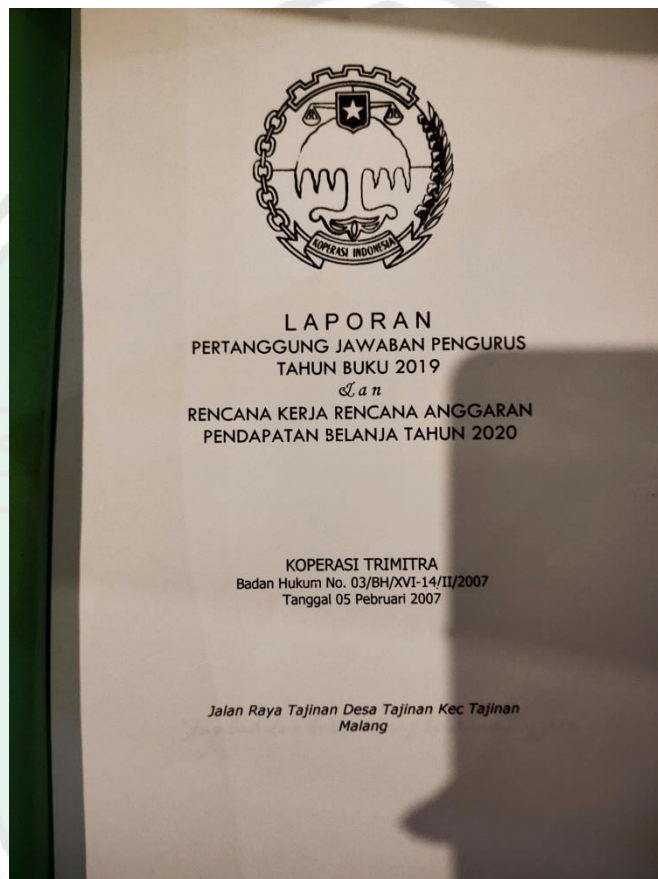 KOPERASI INDONESIA
LAPORAN
PERTANGGUNG JAWABAN PENGURUS
TAHUN BUKU 2019
dan
RENCANA KERJA RENCANA ANGGARAN
PENDAPATAN BELANJA TAHUN 2020
KOPERASI TRIMITRA
Badan Hukum No. 03/BH/XVI-14/II/2007
Tanggal 05 Pebruari 2007
Jalan Raya Tajinan Desa Tajinan Kec Tajinan
Malang